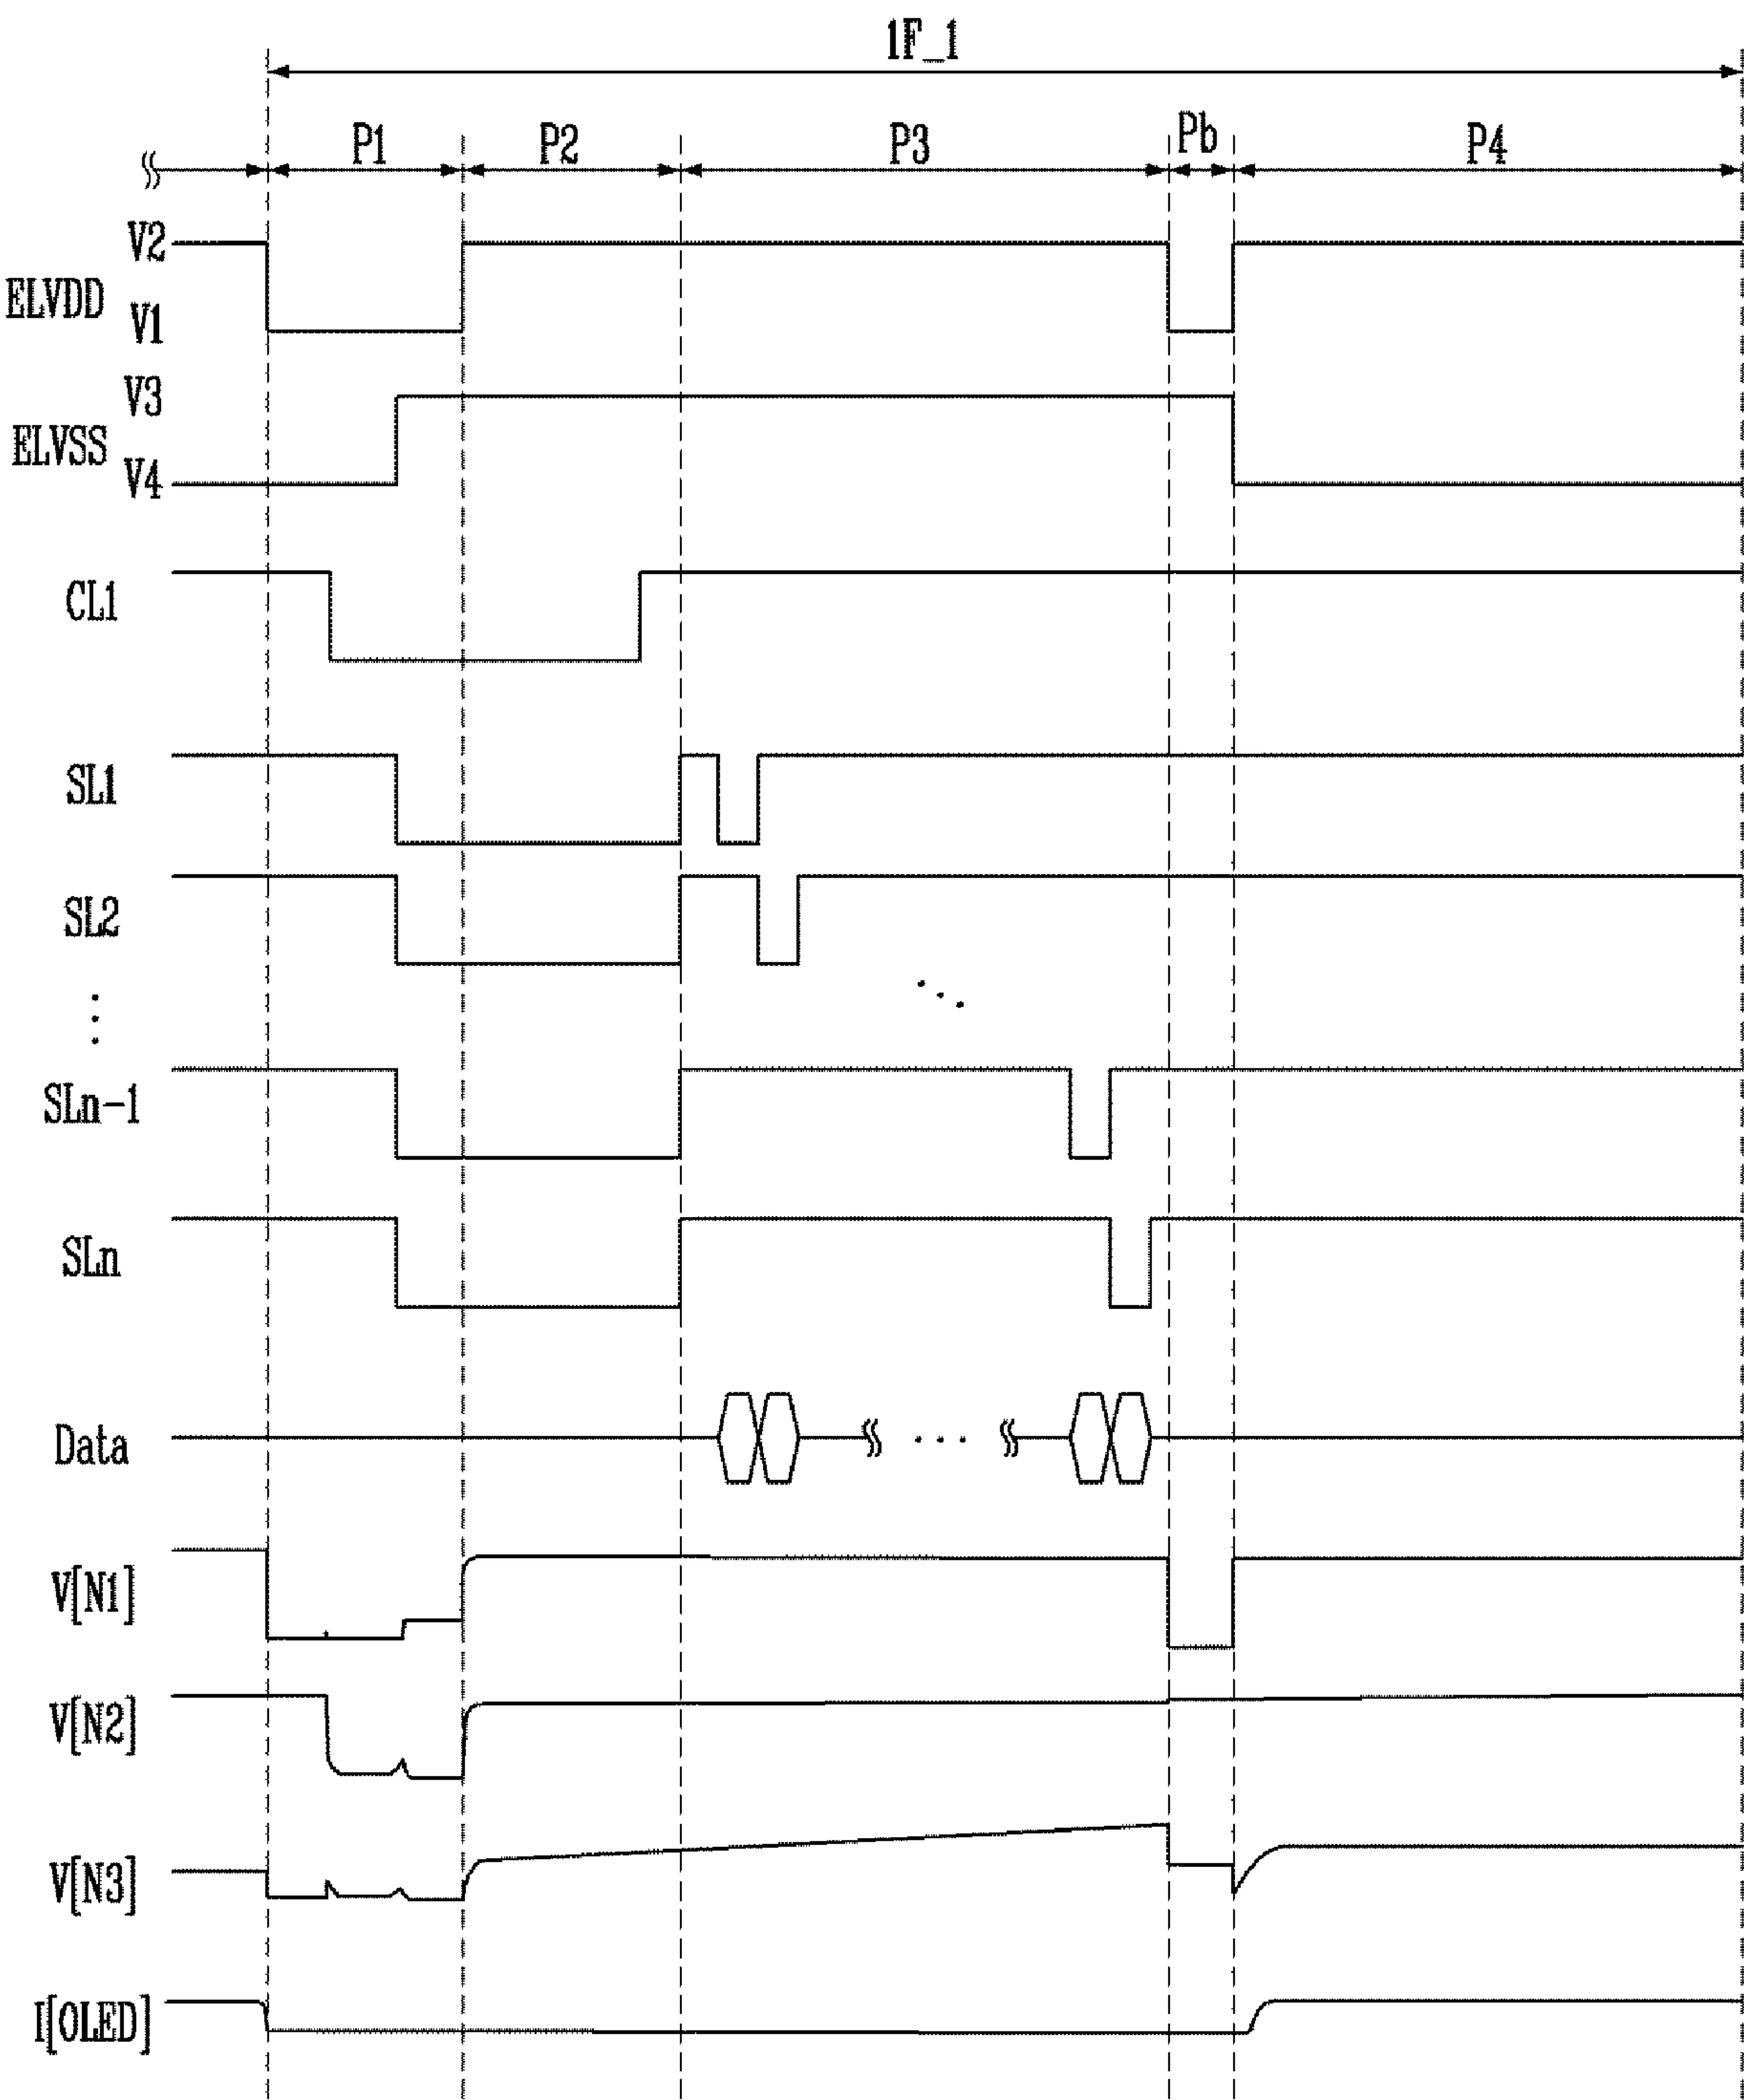 1F_1
P1 P2 P3 Pb P4
V2
ELVDD
V1
V3
ELVSS
V4
CL1
SL1
SL2
SLn-1
SLn
Data
V[N1]
V[N2]
V[N3]
I[OLED]